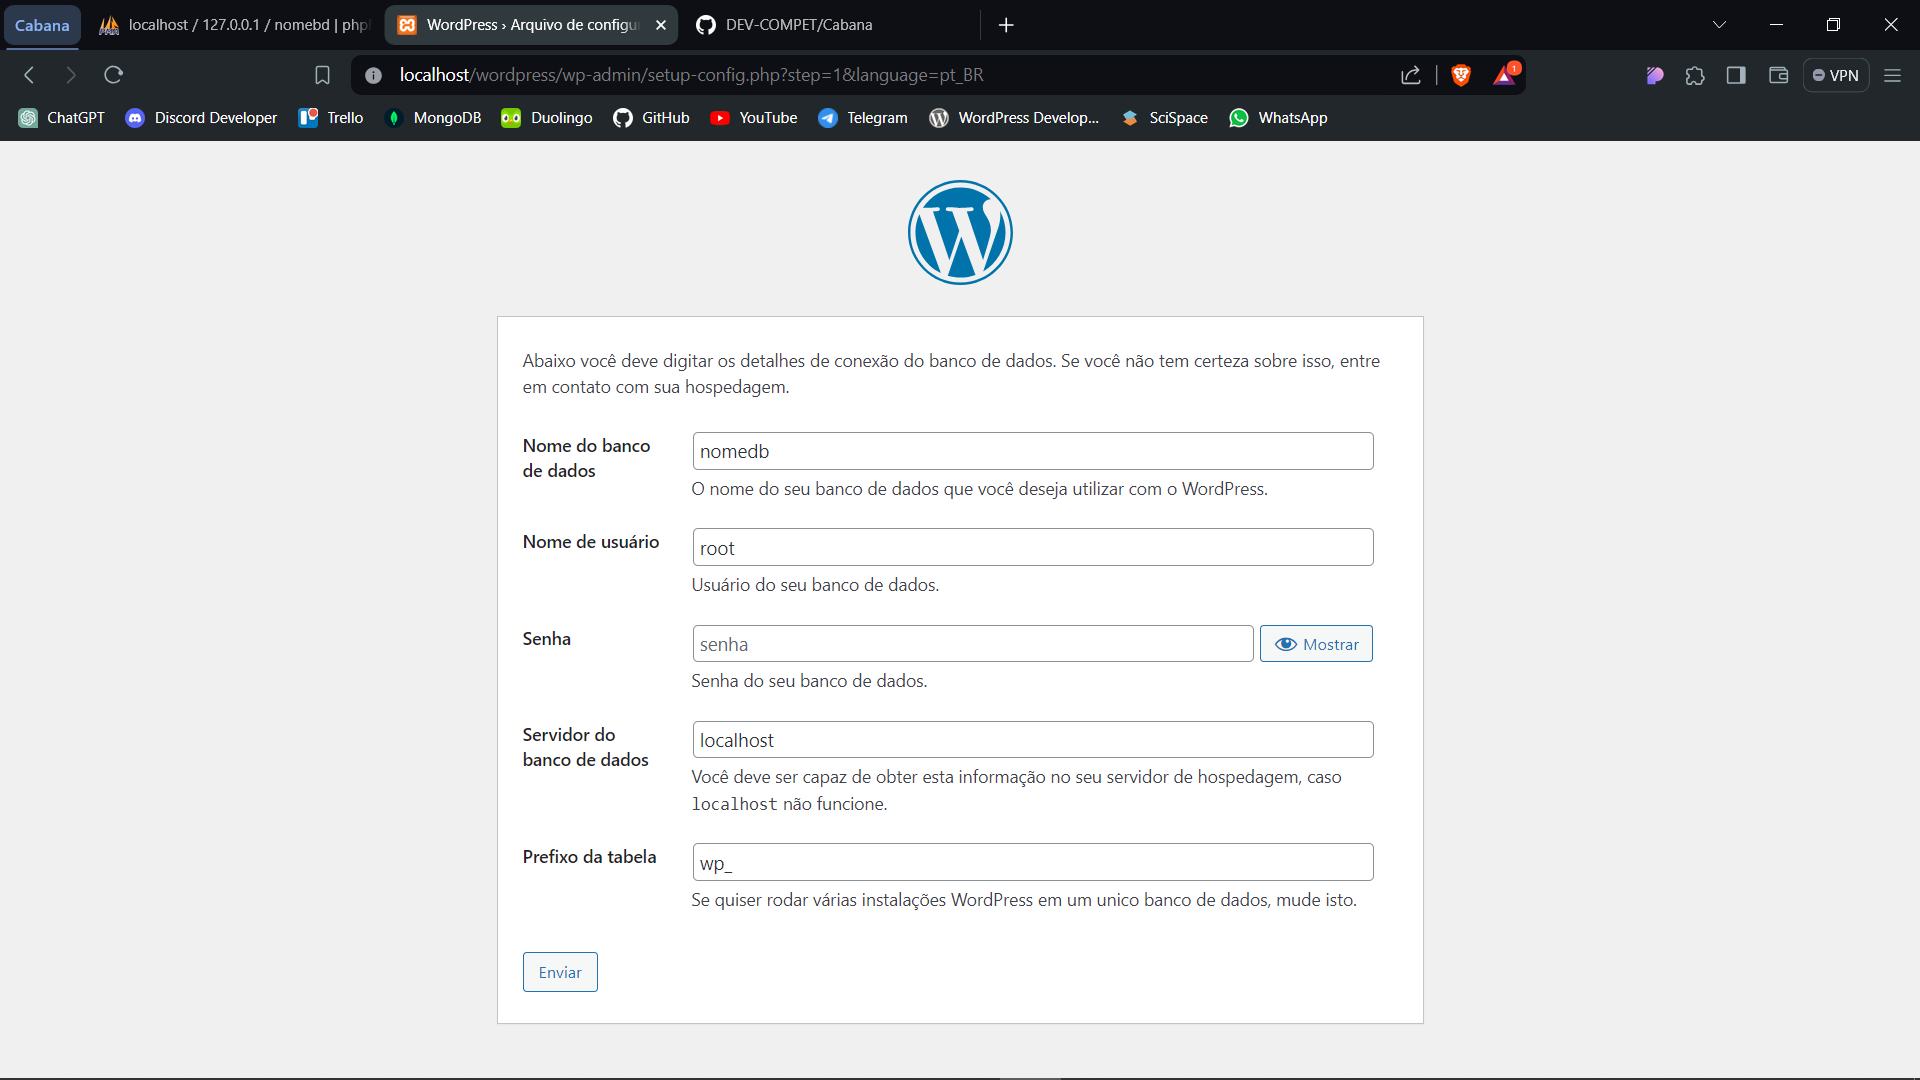 Cabana
localhost / 127.0.0.1 / nomebd | php
WordPress › Arquivo de configu
DEV-COMPET/Cabana
localhost/wordpress/wp-admin/setup-config.php?step=1&language=pt_BR
1
VPN
ChatGPT
Discord Developer
Trello
MongoDB
Duolingo
GitHub
YouTube
Telegram
WordPress Develop...
SciSpace
WhatsApp
Abaixo você deve digitar os detalhes de conexão do banco de dados. Se você não tem certeza sobre isso, entre
em contato com sua hospedagem.
Nome do banco
de dados
nomedb
O nome do seu banco de dados que você deseja utilizar com o WordPress.
Nome de usuário
root
Usuário do seu banco de dados.
Senha
senha
Mostrar
Senha do seu banco de dados.
Servidor do
banco de dados
localhost
Você deve ser capaz de obter esta informação no seu servidor de hospedagem, caso
localhost não funcione.
Prefixo da tabela
wp_
Se quiser rodar várias instalações WordPress em um unico banco de dados, mude isto.
Enviar